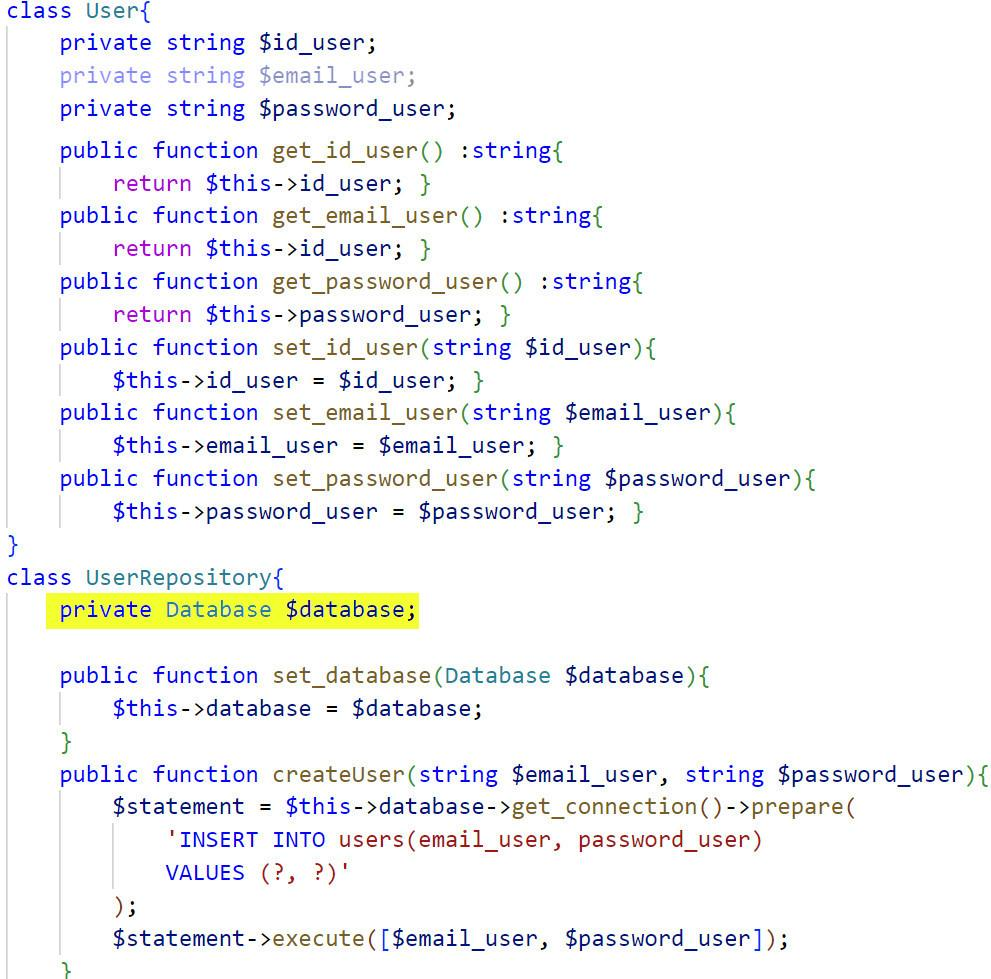 class User{
private string $id_user;
private string $email_user;
private string $password_user;
public function get_id_user() :string{
return $this->id_user; }
public function get_email_user() :string{
return $this->id_user; }
public function get_password_user() :string{
return $this->password_user; }
public function set_id_user(string $id_user){
$this->id_user = $id_user; }
public function set_email_user(string $email_user){
$this->email_user = $email_user; }
public function set_password_user(string $password_user){
$this->password_user = $password_user; }
}
class UserRepository{
private Database $database;
public function set_database(Database $database){
$this->database = $database;
}
public function createUser(string $email_user, string $password_user){
$statement = $this->database->get_connection()->prepare(
'INSERT INTO users(email_user, password_user)
VALUES (?, ?)'
);
$statement->execute([$email_user, $password_user]);
}